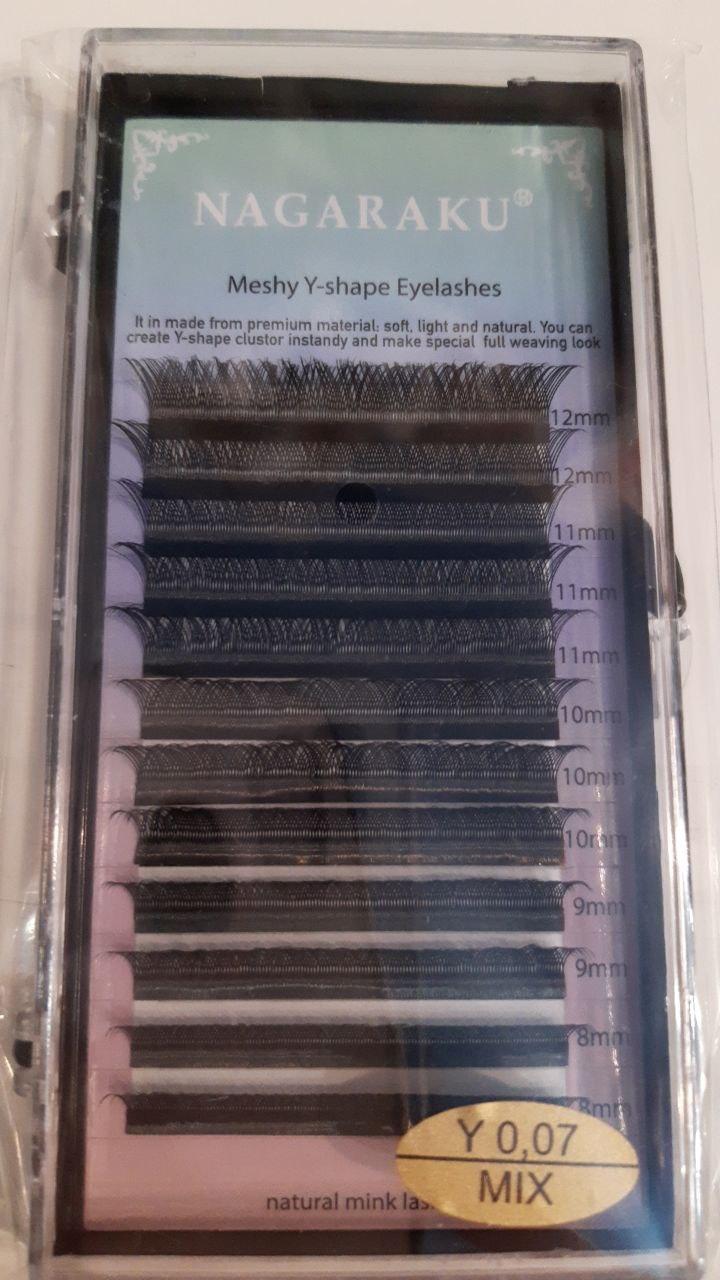 NAGARAKU®
Meshy Y-shape Eyelashes
It in made from premium material: soft, light and natural. You can
create Y-shape clustor instandy and make special full weaving look
12mm
12mm
11mm
11mm
11mm
10mm
10mm
10mm
9mm
9mm
8mm
8mm
Y 0,07
MIX
natural mink